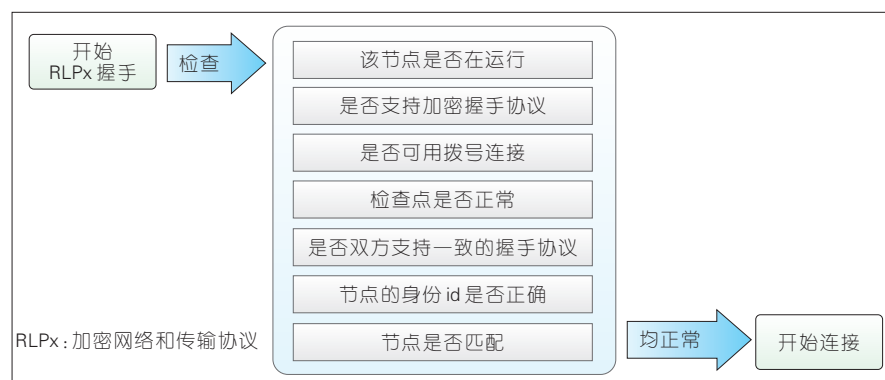 开始
RLPx 握手
检查
该节点是否在运行
是否支持加密握手协议
是否可用拨号连接
检查点是否正常
是否双方支持一致的握手协议
节点的身份 id 是否正确
节点是否匹配
均正常
开始连接
RLPx : 加密网络和传输协议